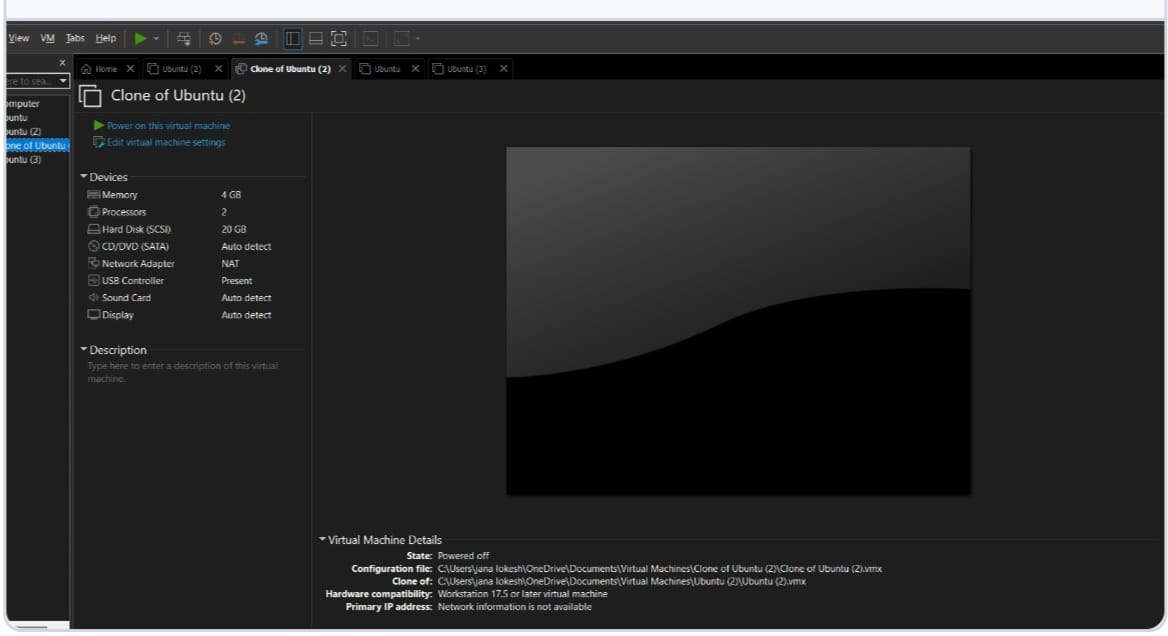 View VM Tabs Help
ere to sea...
Home Ubuntu (2) Clone of Ubuntu (2) Ubuntu Ubuntu (3)
omputer
untu
untu (2)
one of Ubuntu (
untu (3)
Clone of Ubuntu (2)
Power on this virtual machine
Edit virtual machine settings
Devices
Memory 4 GB
Processors 2
Hard Disk (SCSI) 20 GB
CD/DVD (SATA) Auto detect
Network Adapter NAT
USB Controller Present
Sound Card Auto detect
Display Auto detect
Description
Type here to enter a description of this virtual
machine.
Virtual Machine Details
State: Powered off
Configuration file: C:\Users\jana lokesh\OneDrive\Documents\Virtual Machines\Clone of Ubuntu (2)\Clone of Ubuntu (2).vmx
Clone of: C:\Users\jana lokesh\OneDrive\Documents\Virtual Machines\Ubuntu (2)\Ubuntu (2).vmx
Hardware compatibility: Workstation 17.5 or later virtual machine
Primary IP address: Network information is not available